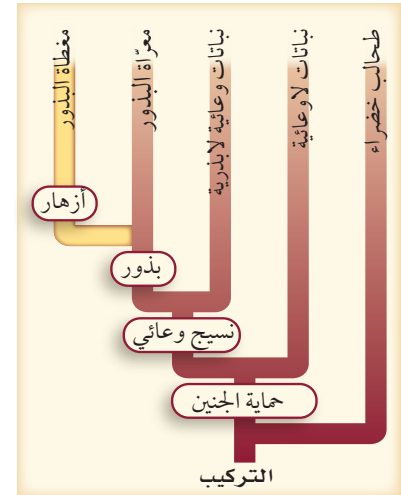 طحالب خضراء
نباتات لاوعائية
نباتات وعائية لابذرية
معرّاة البذور
مغطاة البذور
أزهار
بذور
نسيج وعائي
حماية الجنين
التركيب